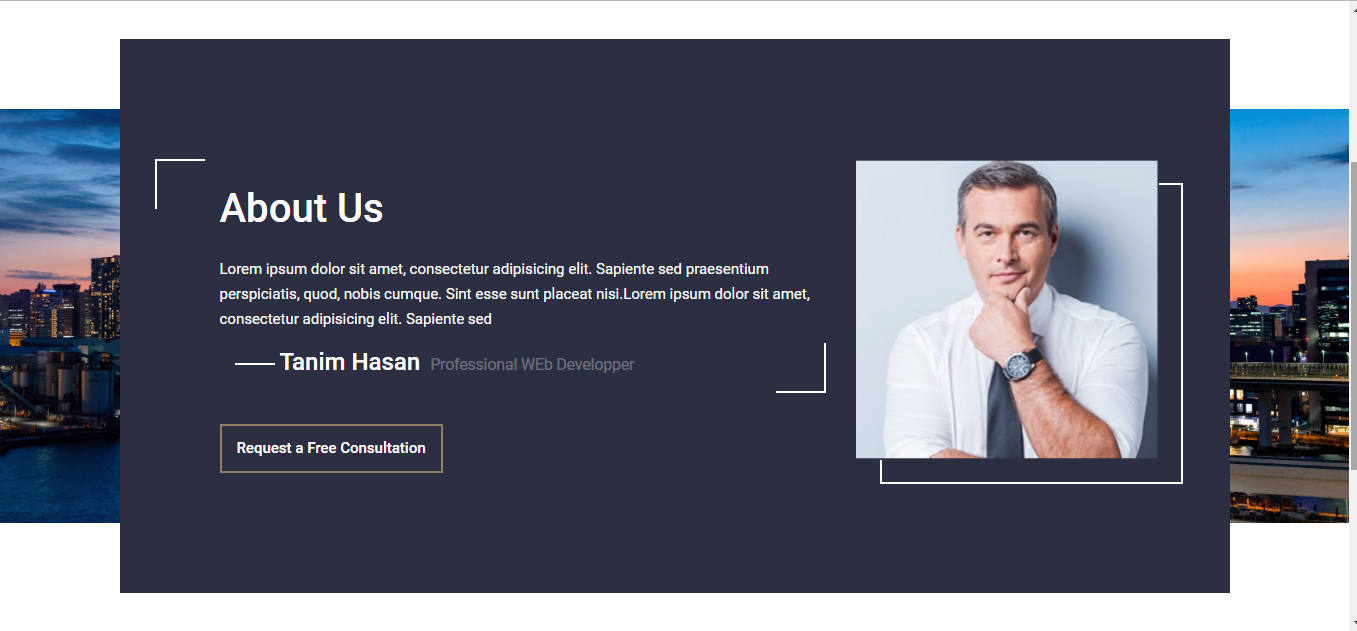 About Us
Lorem ipsum dolor sit amet, consectetur adipisicing elit. Sapiente sed praesentium
perspiciatis, quod, nobis cumque. Sint esse sunt placeat nisi.Lorem ipsum dolor sit amet,
consectetur adipisicing elit. Sapiente sed
Tanim Hasan Professional WEb Developper
Request a Free Consultation